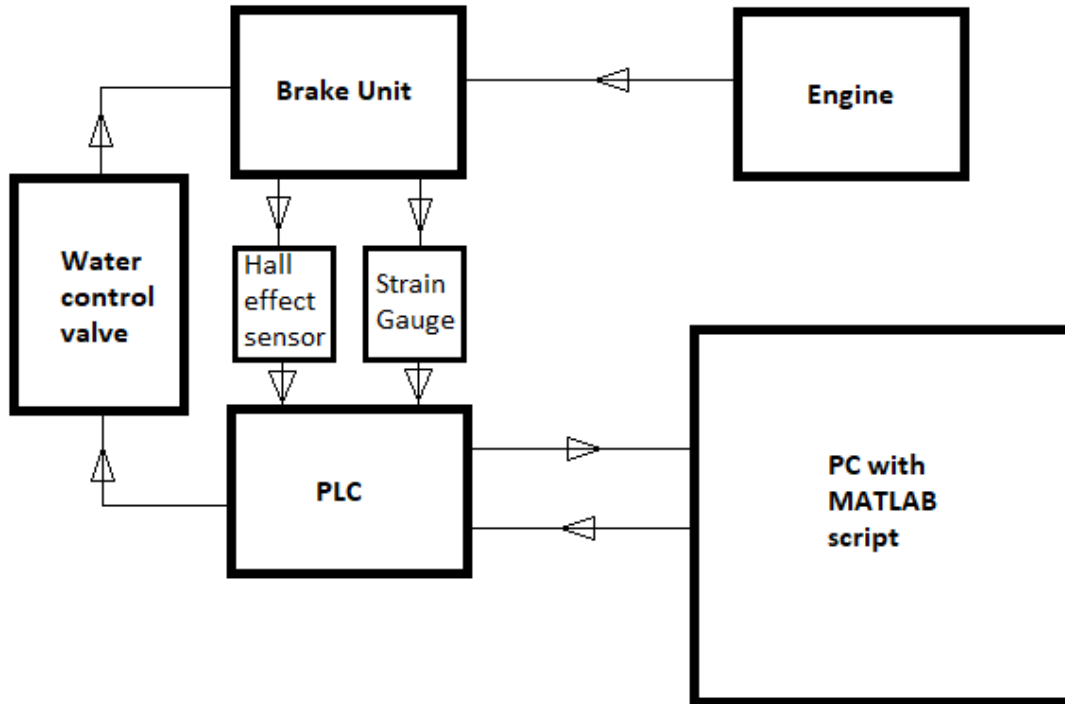 Brake Unit
Engine
Water
control
valve
Hall
effect
sensor
Strain
Gauge
PLC
PC with
MATLAB
script